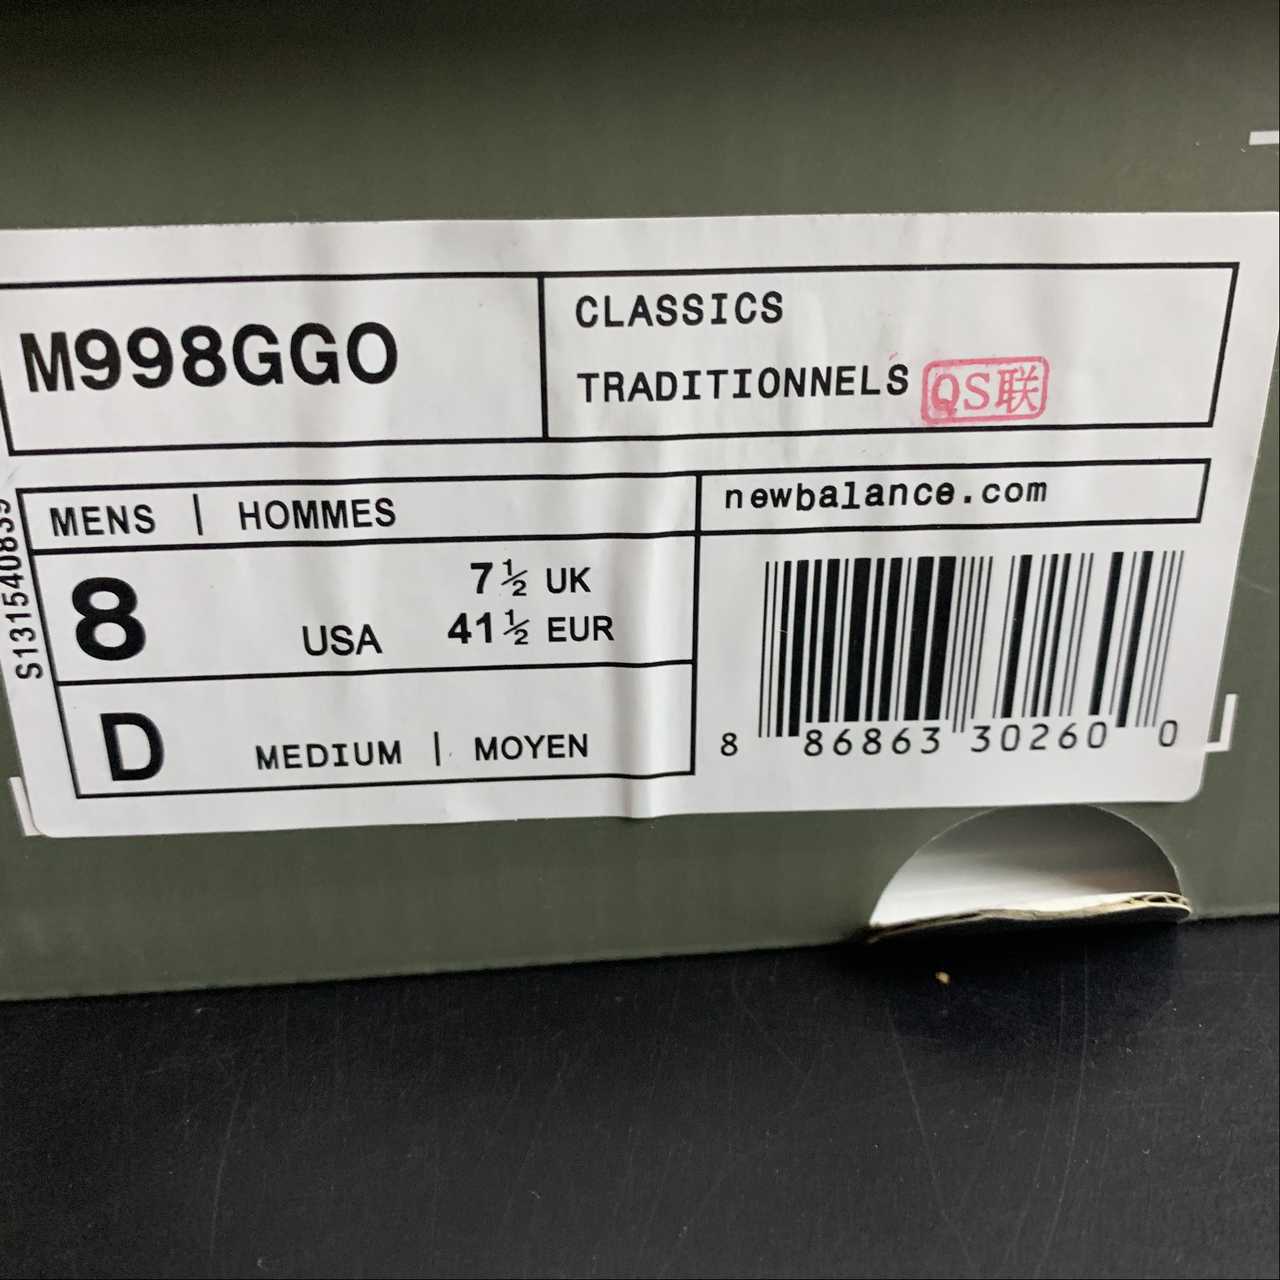 M998GGO
CLASSICS
TRADITIONNELS
QS联
MENS | HOMMES
newbalance.com
8 USA
7½ UK
41½ EUR
D MEDIUM | MOYEN
8 86863 30260 0
S131540839